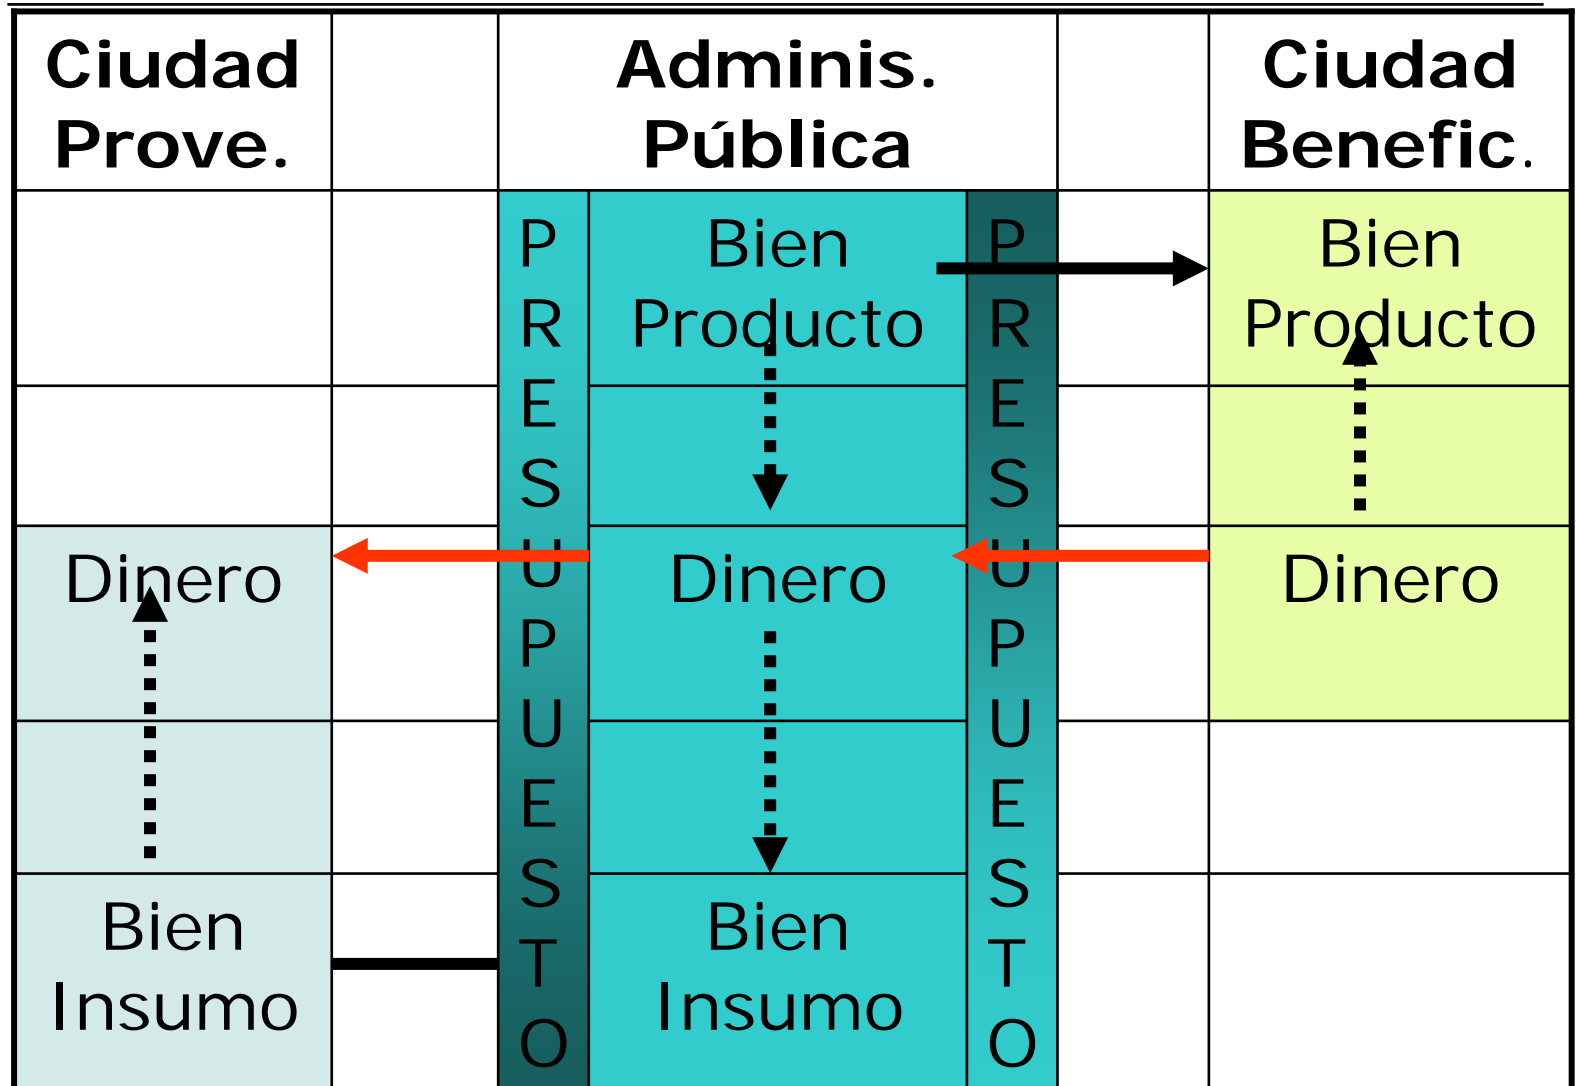 Ciudad
Prove.
Adminis.
Pública
Ciudad
Benefic.
P
R
E
S
U
P
U
E
S
T
O
Bien
Producto
Dinero
Bien
Insumo
P
R
E
S
U
P
U
E
S
T
O
Bien
Producto
Dinero
Dinero
Bien
Insumo